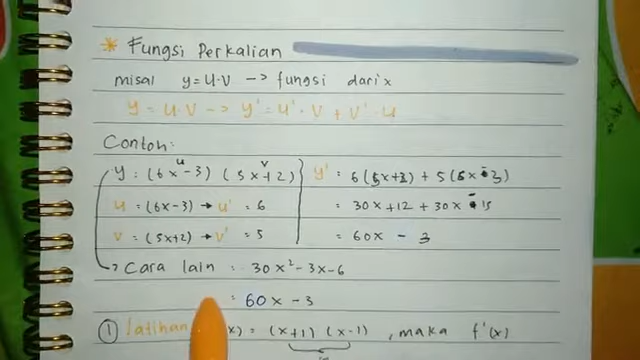 * Fungsi Perkalian
misal y=u·v -> fungsi dari x
y = u·v -> y' = u'·v + v'·u
Contoh:
y = (6x-3) (5x+2) y' = 6(5x+2) + 5(6x-3)
u v
u = (6x-3) → u' = 6 = 30x+12 + 30x - 15
v = (5x+2) → v' = 5 = 60x - 3
→ Cara lain : 30x²-3x-6
= 60x -3
① latihan x) = (x+1) (x-1) , maka f'(x)